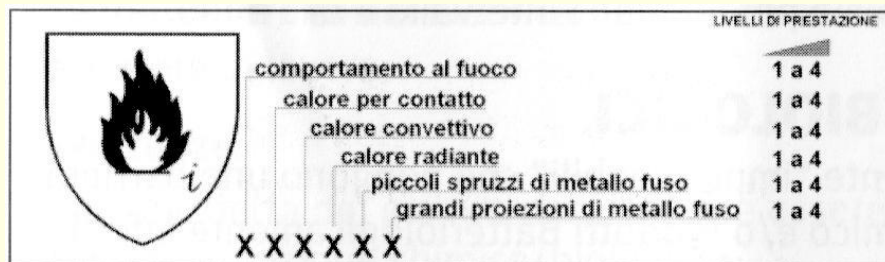 LIVELLI DI PRESTAZIONE
comportamento al fuoco 1 a 4
calore per contatto 1 a 4
calore convettivo 1 a 4
calore radiante 1 a 4
piccoli spruzzi di metallo fuso 1 a 4
grandi proiezioni di metallo fuso 1 a 4
i
X X X X X X